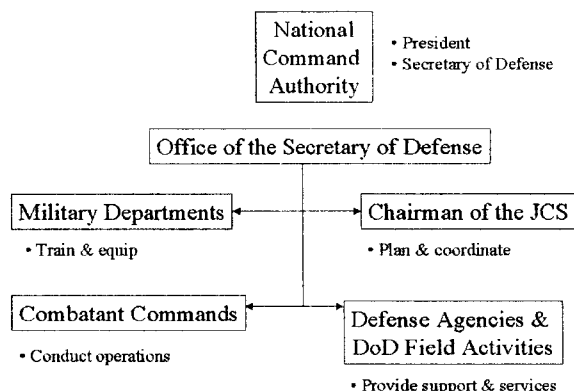 National
Command
Authority
• President
• Secretary of Defense
Office of the Secretary of Defense
Military Departments
• Train & equip
Chairman of the JCS
• Plan & coordinate
Combatant Commands
• Conduct operations
Defense Agencies &
DoD Field Activities
• Provide support & services